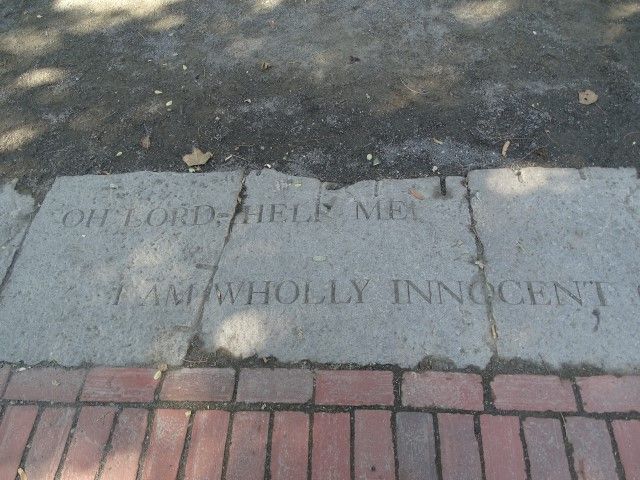 OH LORD-HELP ME!
I AM WHOLLY INNOCENT